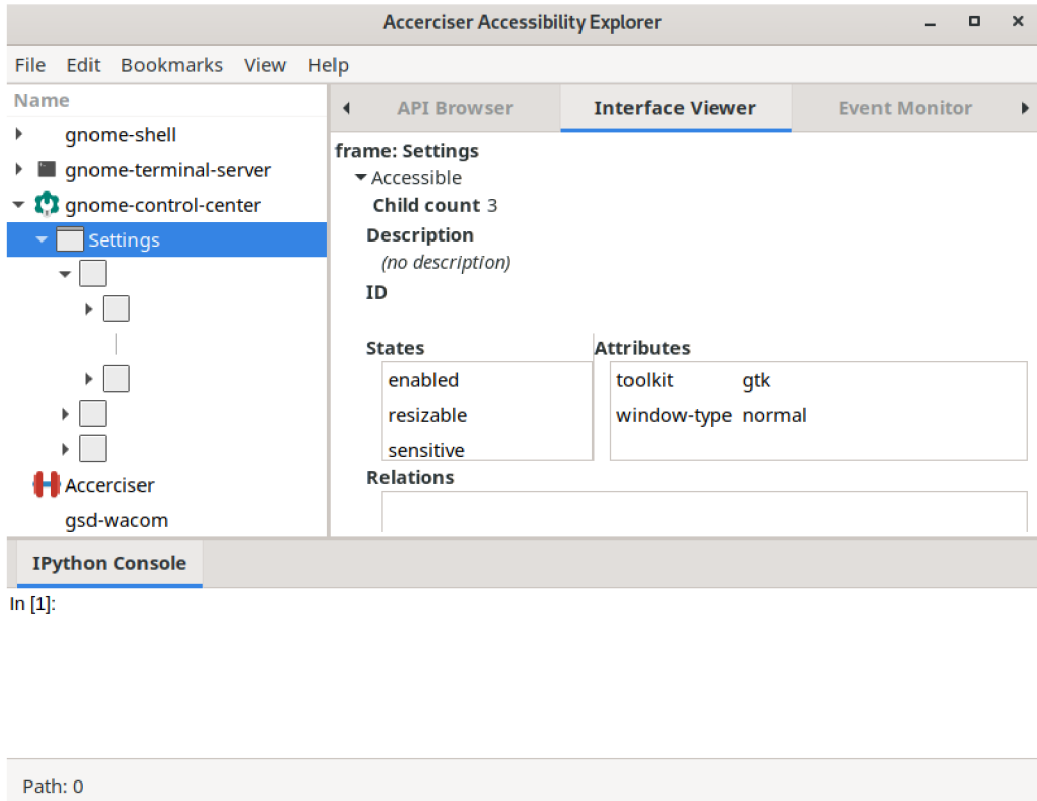 Accerciser Accessibility Explorer
File Edit Bookmarks View Help
Name
gnome-shell
gnome-terminal-server
gnome-control-center
Settings
Accerciser
gsd-wacom
API Browser Interface Viewer Event Monitor
frame: Settings
Accessible
Child count 3
Description
(no description)
ID
States
enabled
resizable
sensitive
Attributes
toolkit gtk
window-type normal
Relations
IPython Console
In [1]:
Path: 0